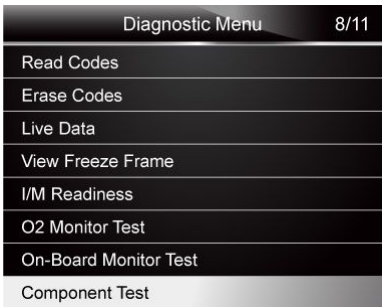 Diagnostic Menu 8/11
Read Codes
Erase Codes
Live Data
View Freeze Frame
I/M Readiness
O2 Monitor Test
On-Board Monitor Test
Component Test